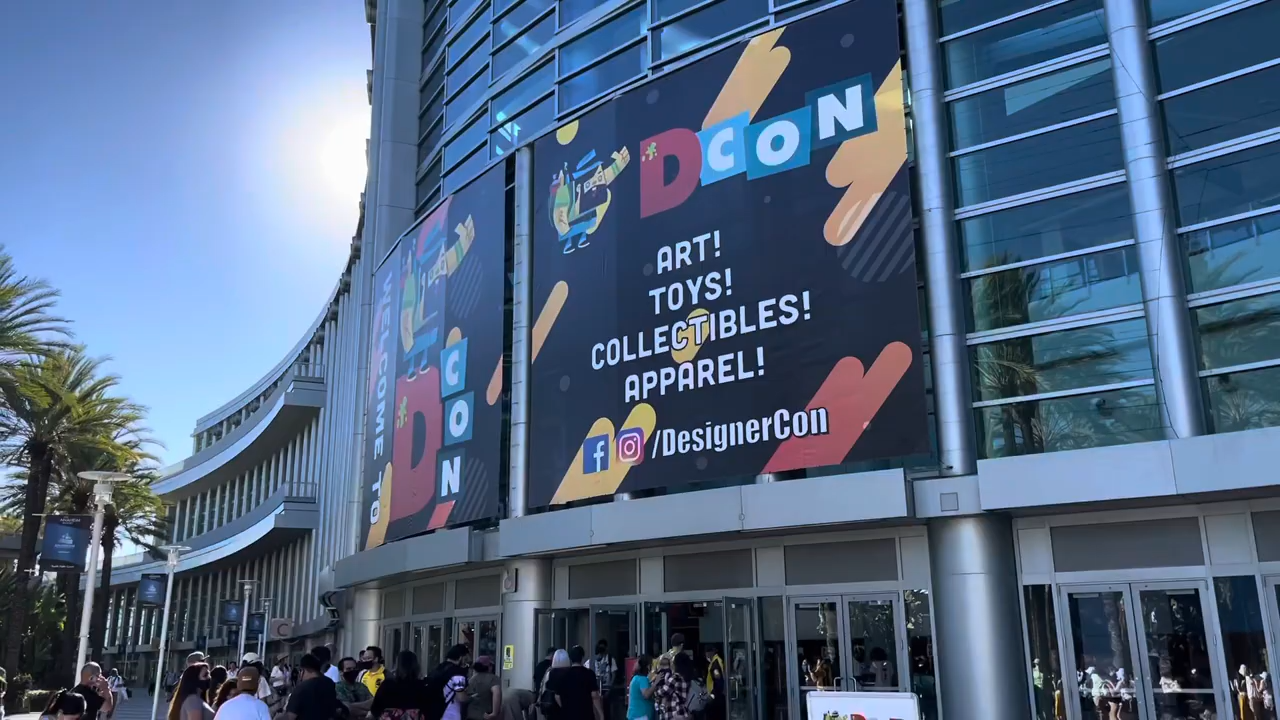 WELCOME TO
DCON
DCON
ART!
TOYS!
COLLECTIBLES!
APPAREL!
/DesignerCon
C